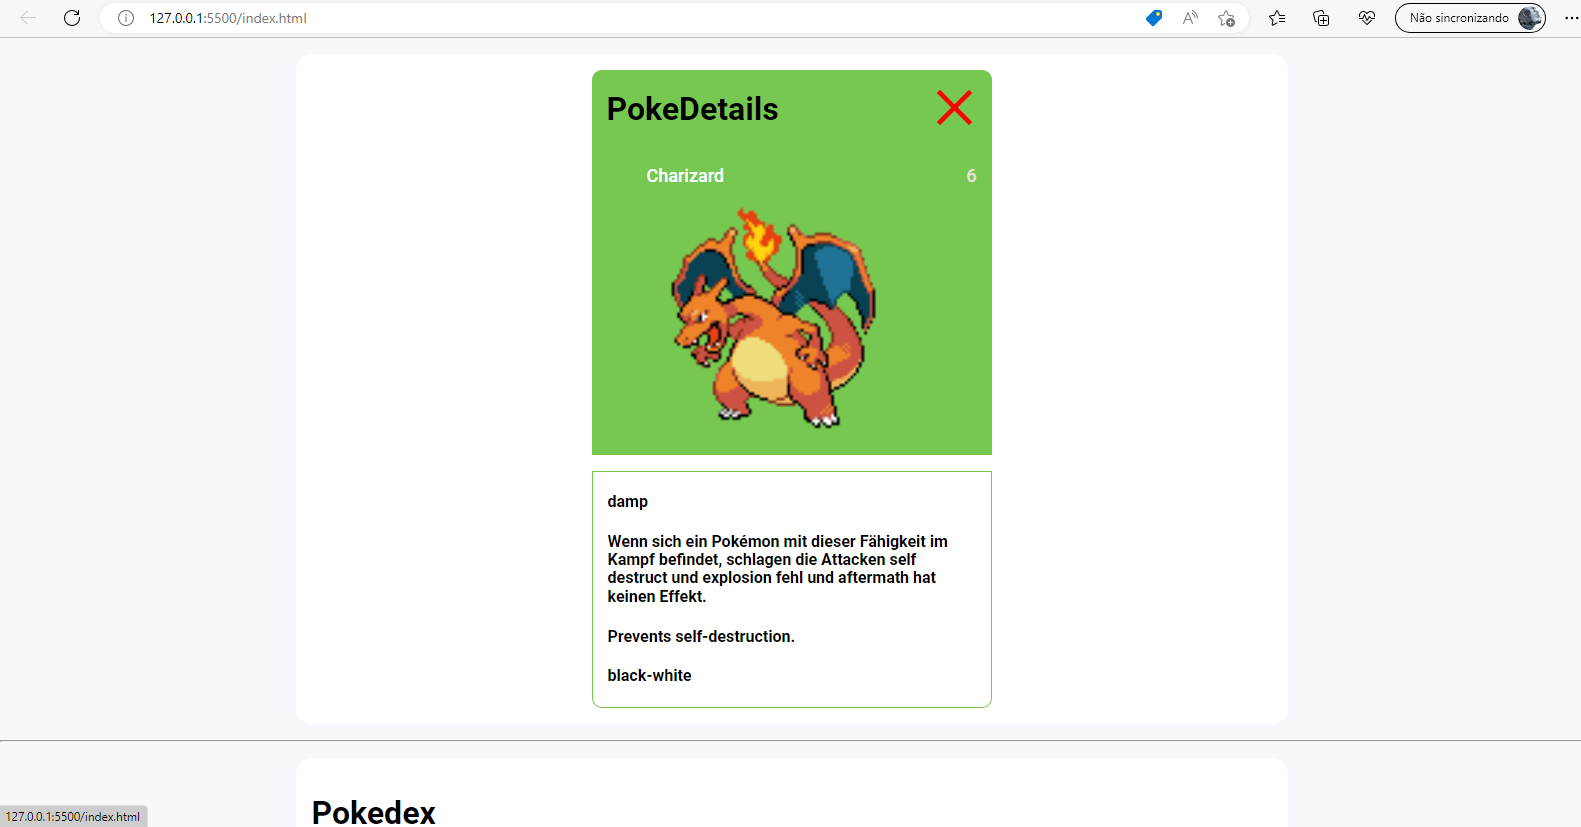 127.0.0.1:5500/index.html
Não sincronizando
PokeDetails
Charizard 6
damp
Wenn sich ein Pokémon mit dieser Fähigkeit im
Kampf befindet, schlagen die Attacken self
destruct und explosion fehl und aftermath hat
keinen Effekt.
Prevents self-destruction.
black-white
Pokedex
127.0.0.1:5500/index.html